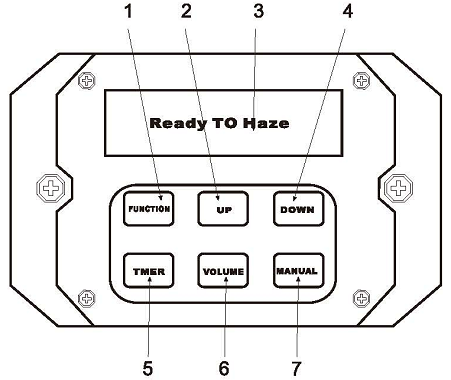 1 2 3 4
Ready TO Haze
FUNCTION UP DOWN
TMER VOLUME MANUAL
5 6 7